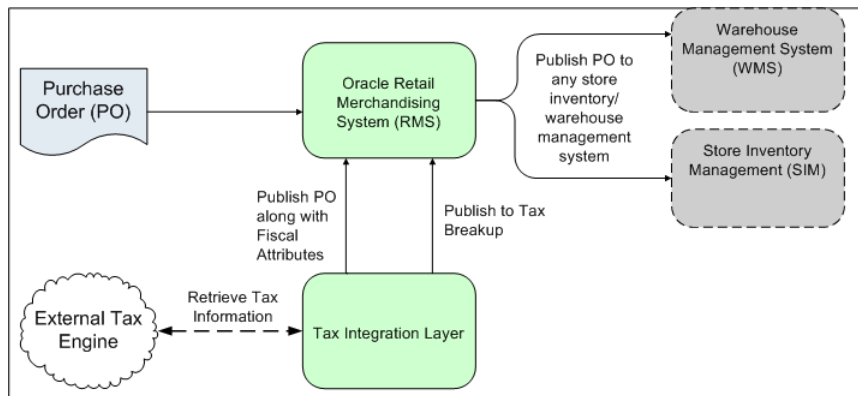 Purchase
Order (PO)
Oracle Retail
Merchandising
System (RMS)
Publish PO to
any store
inventory/
warehouse
management
system
Warehouse
Management System
(WMS)
Store Inventory
Management (SIM)
Publish PO
along with
Fiscal
Attributes
Publish to Tax
Breakup
External Tax
Engine
Retrieve Tax
Information
Tax Integration Layer